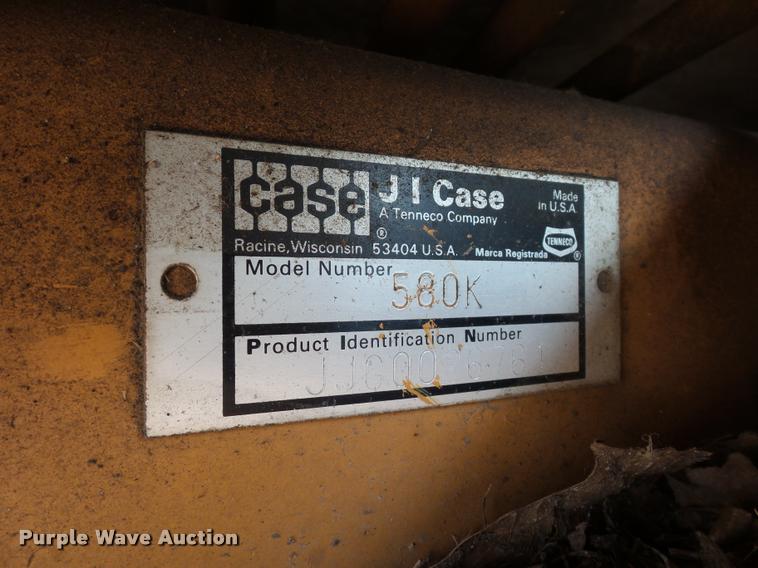 case
J I Case
A Tenneco Company
Made in U.S.A.
®
Racine, Wisconsin 53404 U.S.A.
Marca Registrada
TENNECO ®
Model Number
580K
Product Identification Number
Purple Wave Auction®